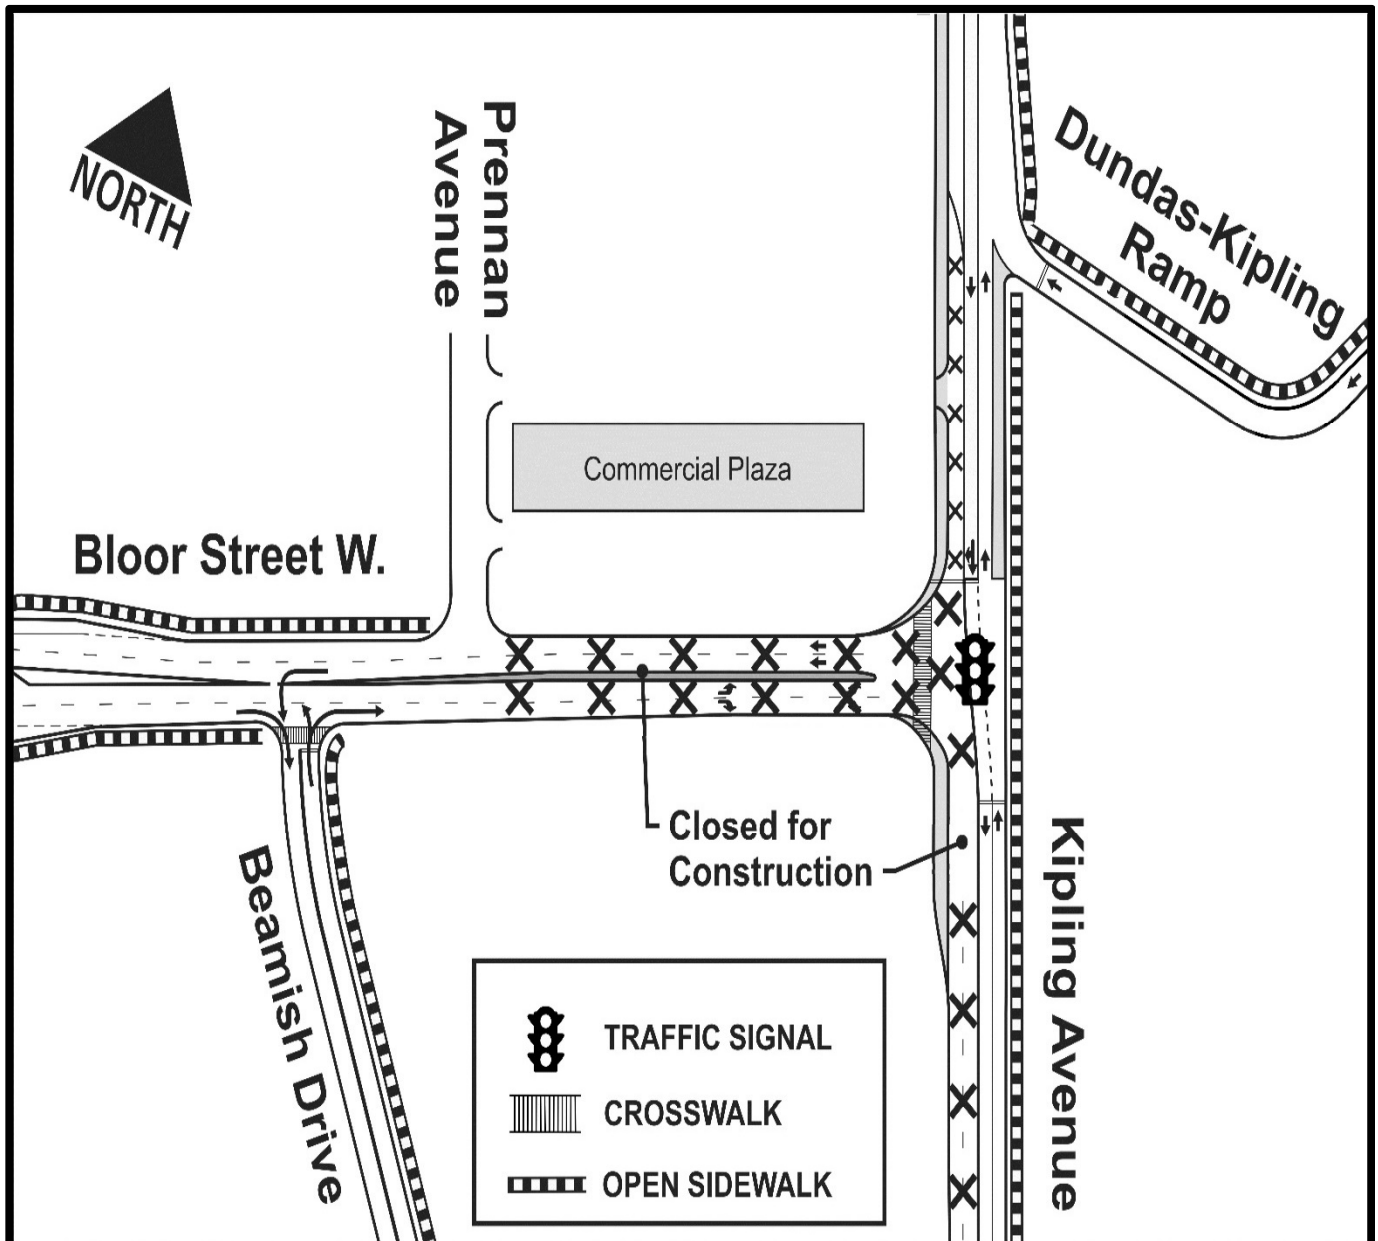 NORTH
Prennan
Avenue
Dundas-Kipling
Ramp
Commercial Plaza
Bloor Street W.
Closed for
Construction
Kipling Avenue
Beamish Drive
TRAFFIC SIGNAL
CROSSWALK
OPEN SIDEWALK